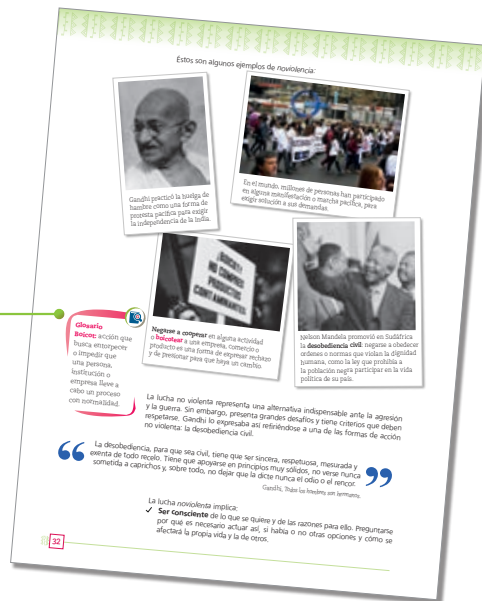 Éstos son algunos ejemplos de noviolencia:
Gandhi practicó la huelga de
hambre como una forma de
protesta pacífica para exigir
la independencia de la India.
En el mundo, millones de personas han participado
en alguna manifestación o marcha pacífica, para
exigir solución a sus demandas.
BOICOT:
NO COMPRES
PRODUCTOS
CONTAMINANTES
Negarse a cooperar en alguna actividad
o boicotear a una empresa, comercio o
producto es una forma de expresar rechazo
y de presionar para que haya un cambio.
Nelson Mandela promovió en Sudáfrica
la desobediencia civil: negarse a obedecer
órdenes o normas que violan la dignidad
humana, como la ley que prohibía a
la población negra participar en la vida
política de su país.
Glosario
Boicot: acción que
busca entorpecer
o impedir que
una persona,
institución o
empresa lleve a
cabo un proceso
con normalidad.
La lucha no violenta representa una alternativa indispensable ante la agresión
y la guerra. Sin embargo, presenta grandes desafíos y tiene criterios que deben
respetarse. Gandhi lo expresaba así refiriéndose a una de las formas de acción
no violenta: la desobediencia civil.
“ La desobediencia, para que sea civil, tiene que ser sincera, respetuosa, mesurada y
exenta de todo recelo. Tiene que apoyarse en principios muy sólidos, no verse nunca
sometida a caprichos y, sobre todo, no dejar que la dicte nunca el odio o el rencor. ”
Gandhi, Todos los hombres son hermanos.
La lucha noviolenta implica:
✓ Ser consciente de lo que se quiere y de las razones para ello. Preguntarse
por qué es necesario actuar así, si había o no otras opciones y cómo se
afectará la propia vida y la de otros.
32